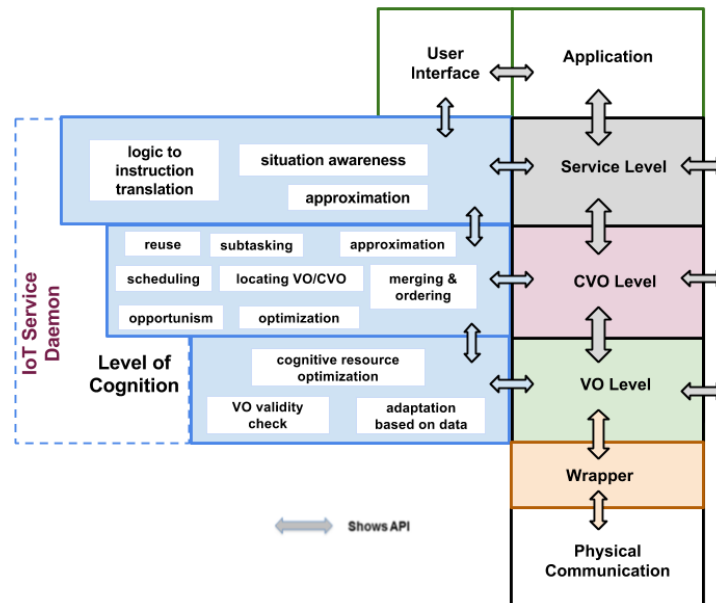 User
Interface
Application
logic to
instruction
translation
situation awareness
approximation
Service Level
reuse
subtasking
approximation
scheduling
locating VO/CVO
merging &
ordering
opportunism
optimization
CVO Level
IoT Service
Daemon
Level of
Cognition
cognitive resource
optimization
VO validity
check
adaptation
based on data
VO Level
Wrapper
Shows API
Physical
Communication